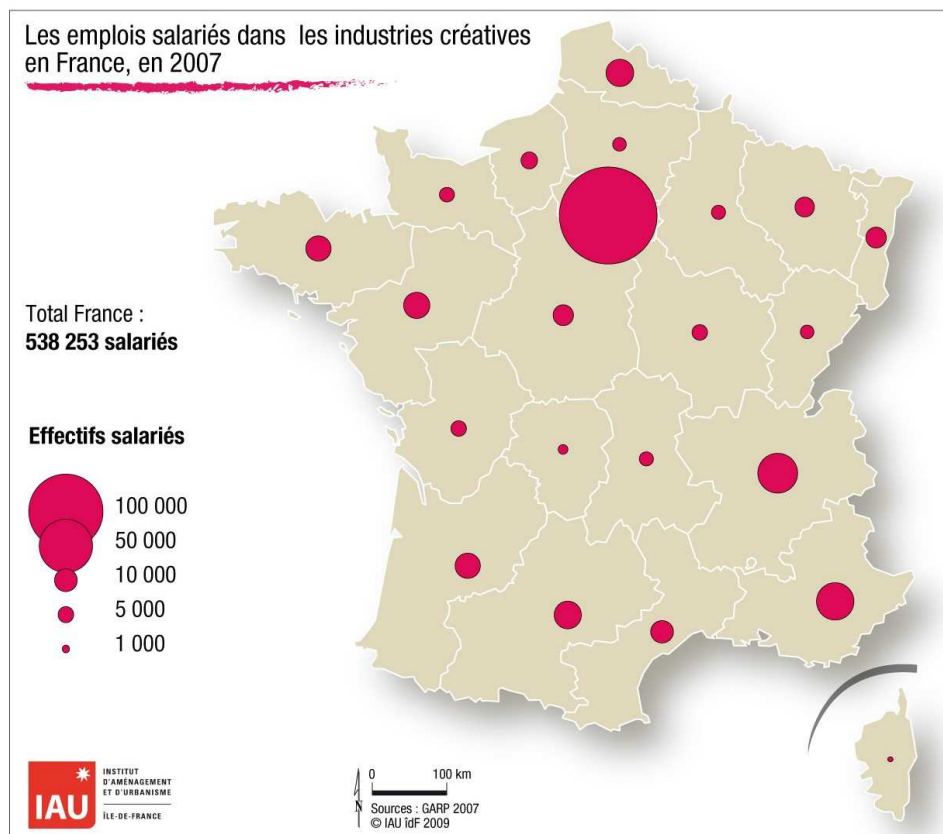 Les emplois salariés dans les industries créatives
en France, en 2007
Total France :
538 253 salariés
Effectifs salariés
100 000
50 000
10 000
5 000
1 000
IAU
INSTITUT
D'AMÉNAGEMENT
ET D'URBANISME
ÎLE-DE-FRANCE
N
0 100 km
Sources : GARP 2007
© IAU îdF 2009